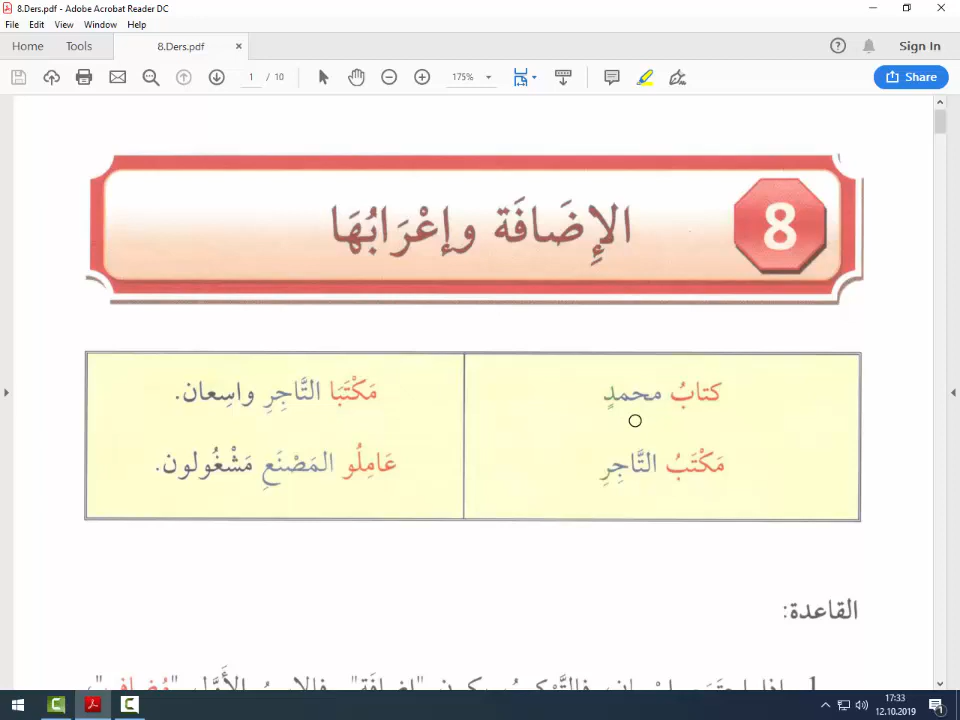 8.Ders.pdf - Adobe Acrobat Reader DC
File Edit View Window Help
Home Tools 8.Ders.pdf × Sign In
1 / 10 175% Share
8 الإِضَافَة وإعْرَابُهَا
كتابُ محمدٍ
مَكْتَبُ التَّاجِرِ
مَكْتَبَا التَّاجِرِ واسِعان.
عَامِلُو المَصْنَعِ مَشْغُولون.
القاعدة:
17:33
12.10.2019